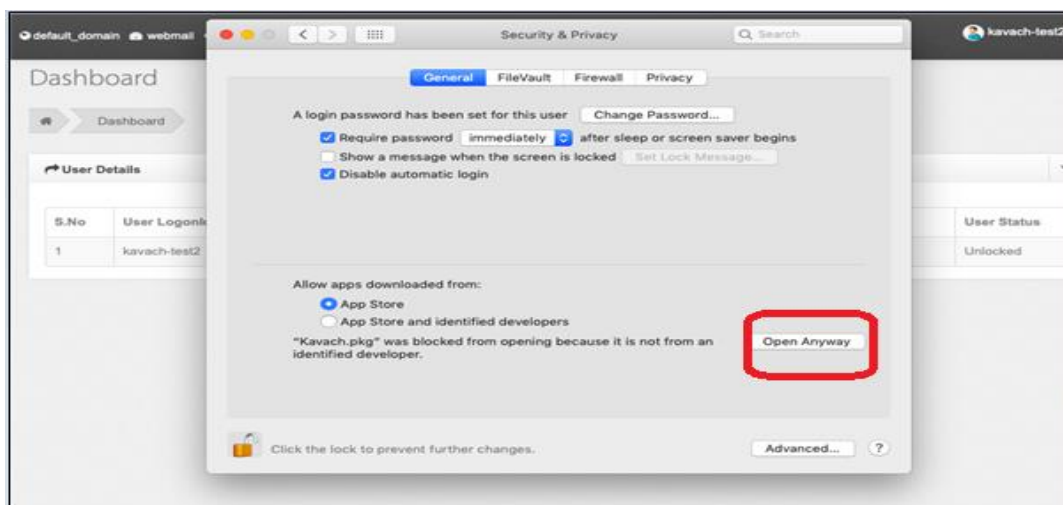 default_domain webmail
Security & Privacy
Search
kavach-test2
Dashboard
General FileVault Firewall Privacy
Dashboard
A login password has been set for this user Change Password...
Require password immediately after sleep or screen saver begins
Show a message when the screen is locked Set Lock Message...
Disable automatic login
User Details
S.No User LogonI User Status
1 kavach-test2 Unlocked
Allow apps downloaded from:
App Store
App Store and identified developers
"Kavach.pkg" was blocked from opening because it is not from an
identified developer.
Open Anyway
Click the lock to prevent further changes.
Advanced... ?